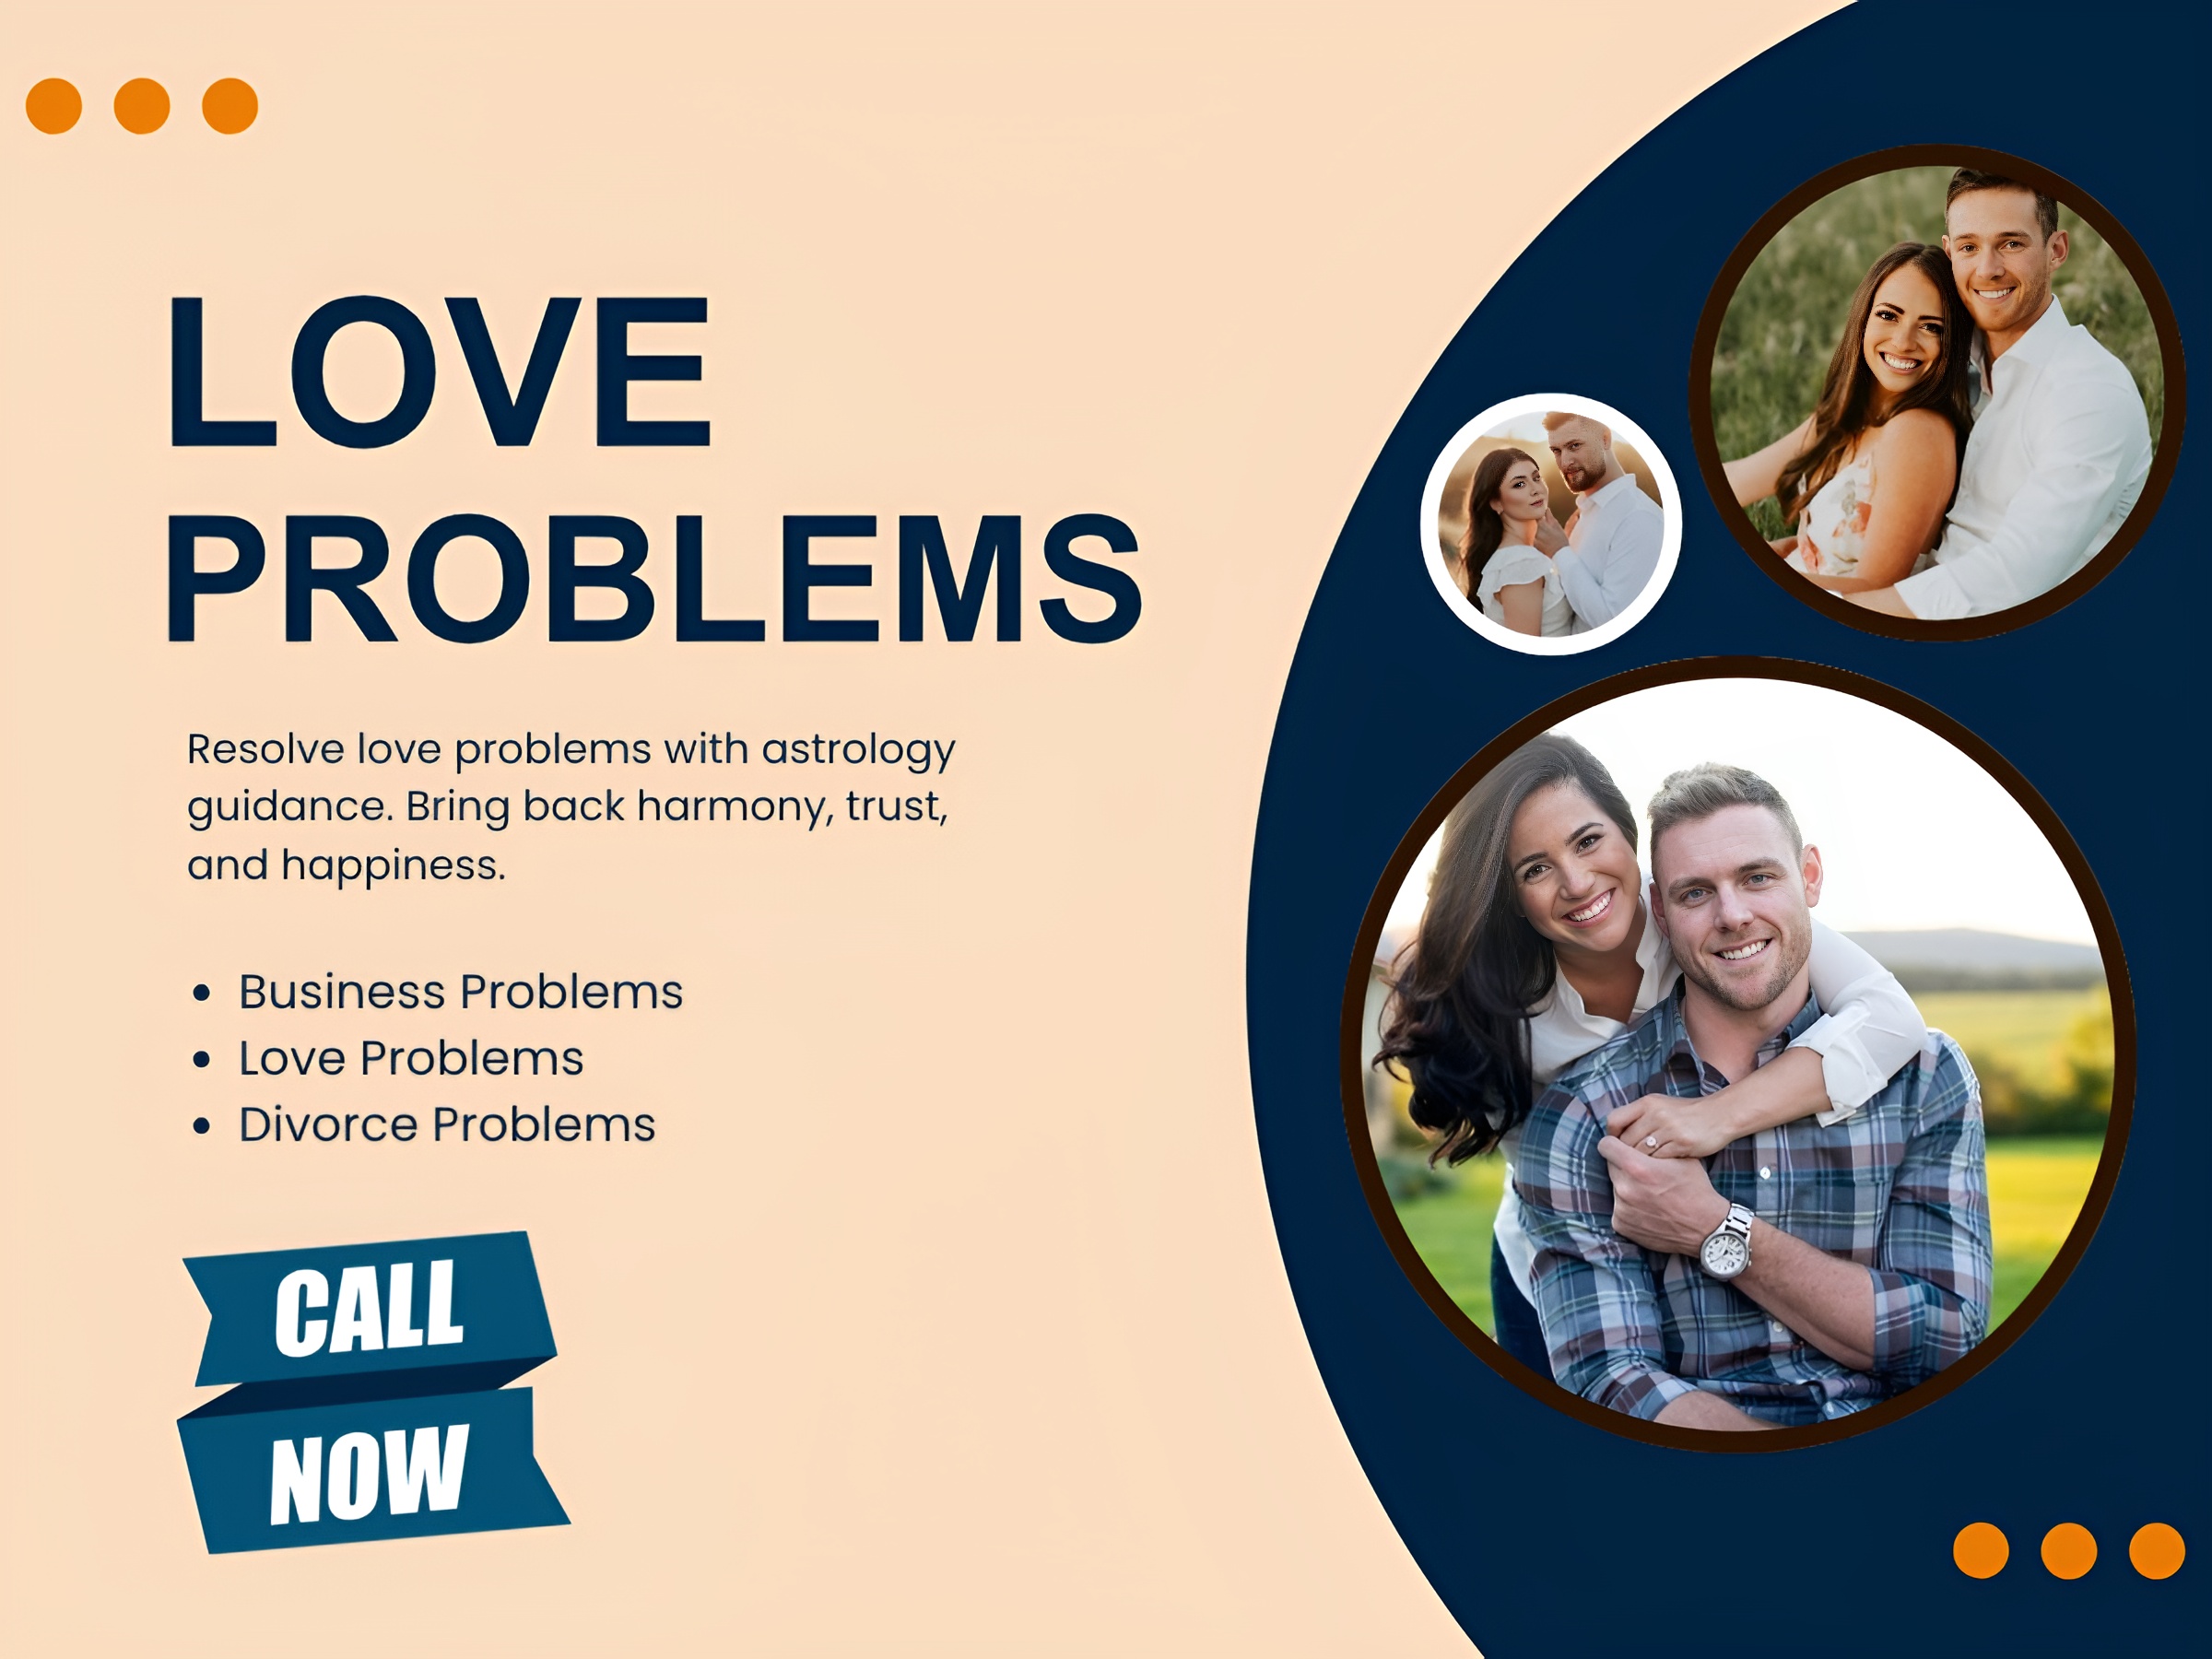 LOVE
PROBLEMS
Resolve love problems with astrology
guidance. Bring back harmony, trust,
and happiness.
• Business Problems
• Love Problems
• Divorce Problems
CALL
NOW